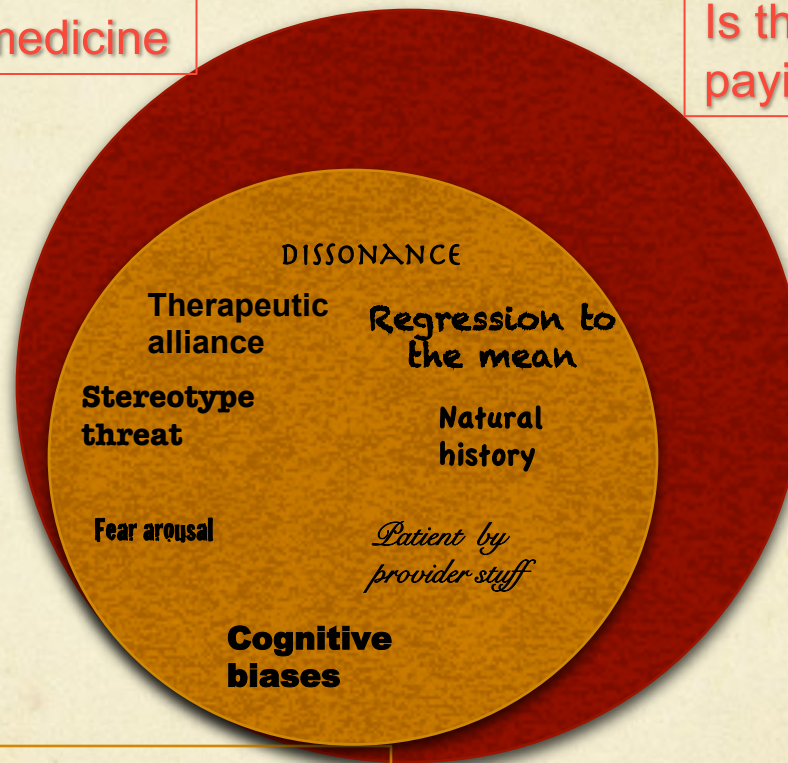 medicine
Is th
payi
DISSONANCE
Therapeutic
alliance
Regression to
the mean
Stereotype
threat
Natural
history
Fear arousal
Patient by
provider stuff
Cognitive
biases